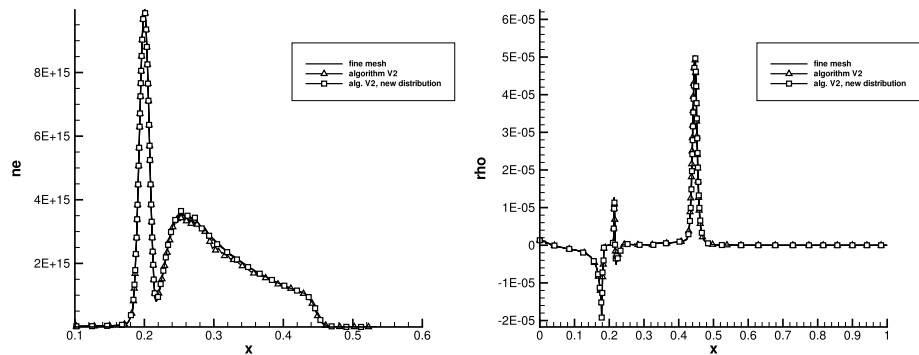 8E+15
6E+15
4E+15
2E+15
ne
fine mesh
algorithm V2
alg. V2, new distribution
0.1 0.2 0.3 0.4 0.5 0.6
x
6E-05
5E-05
4E-05
3E-05
2E-05
1E-05
0
-1E-05
-2E-05
rho
fine mesh
algorithm V2
alg. V2, new distribution
0 0.1 0.2 0.3 0.4 0.5 0.6 0.7 0.8 0.9 1
x